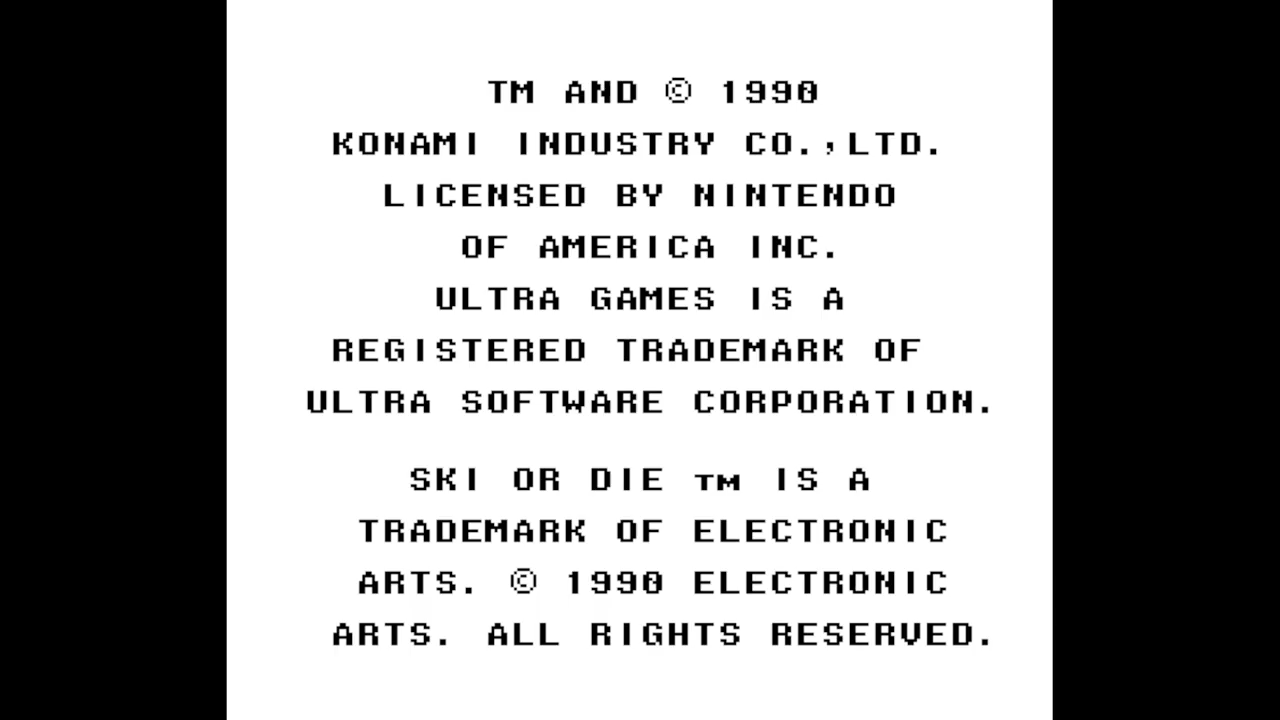 TM AND © 1990
KONAMI INDUSTRY CO.,LTD.
LICENSED BY NINTENDO
OF AMERICA INC.
ULTRA GAMES IS A
REGISTERED TRADEMARK OF
ULTRA SOFTWARE CORPORATION.
SKI OR DIE ™ IS A
TRADEMARK OF ELECTRONIC
ARTS. © 1990 ELECTRONIC
ARTS. ALL RIGHTS RESERVED.